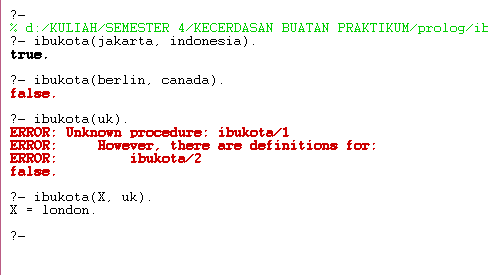 ?-
% d:/KULIAH/SEMESTER 4/KECERDASAN BUATAN PRAKTIKUM/prolog/ib
?- ibukota(jakarta, indonesia).
true.
?- ibukota(berlin, canada).
false.
?- ibukota(uk).
ERROR: Unknown procedure: ibukota/1
ERROR:     However, there are definitions for:
ERROR:         ibukota/2
false.
?- ibukota(X, uk).
X = london.
?-